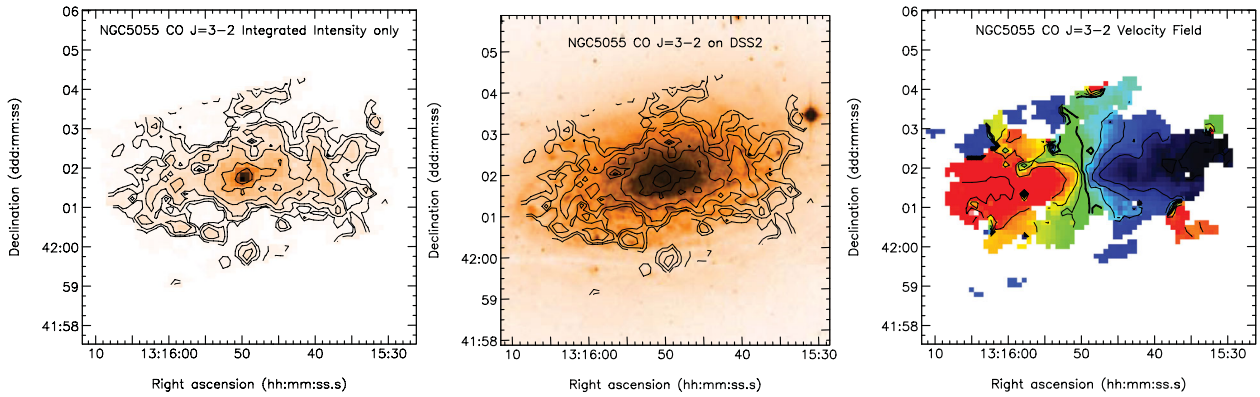 NGC5055 CO J=3-2 Integrated Intensity only
Declination (ddd:mm:ss)
06
05
04
03
02
01
42:00
59
41:58
10 13:16:00 50 40 15:30
Right ascension (hh:mm:ss.s)
NGC5055 CO J=3-2 on DSS2
Declination (ddd:mm:ss)
05
04
03
02
01
42:00
59
41:58
10 13:16:00 50 40 15:30
Right ascension (hh:mm:ss.s)
NGC5055 CO J=3-2 Velocity Field
Declination (ddd:mm:ss)
06
05
04
03
02
01
42:00
59
41:58
10 13:16:00 50 40 15:30
Right ascension (hh:mm:ss.s)